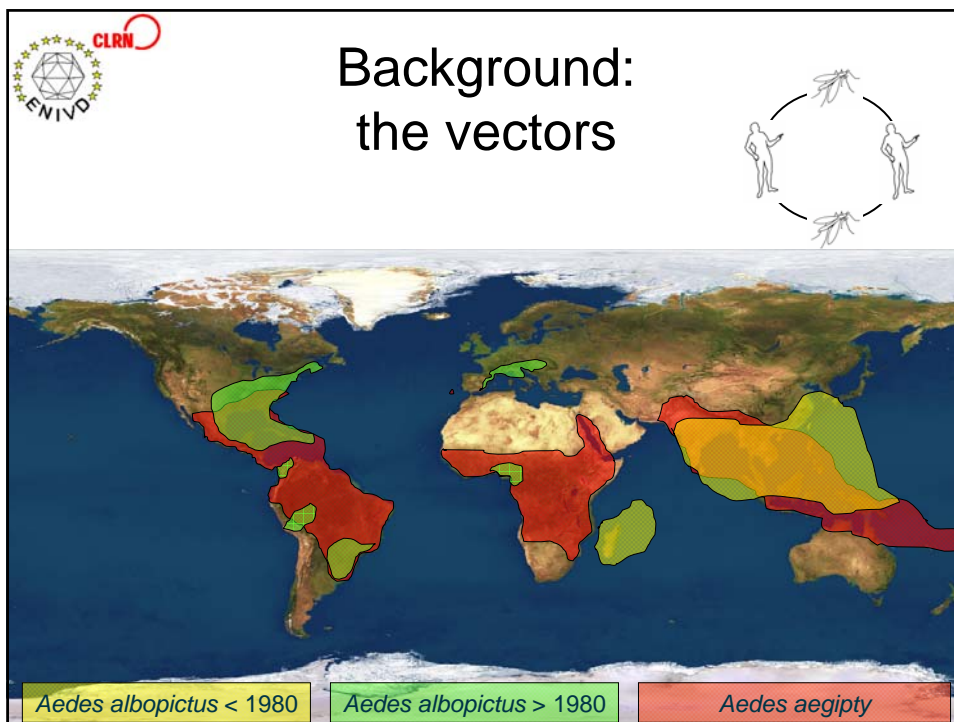 CLRN
ENIVD
Background:
the vectors
Aedes albopictus < 1980
Aedes albopictus > 1980
Aedes aegipty